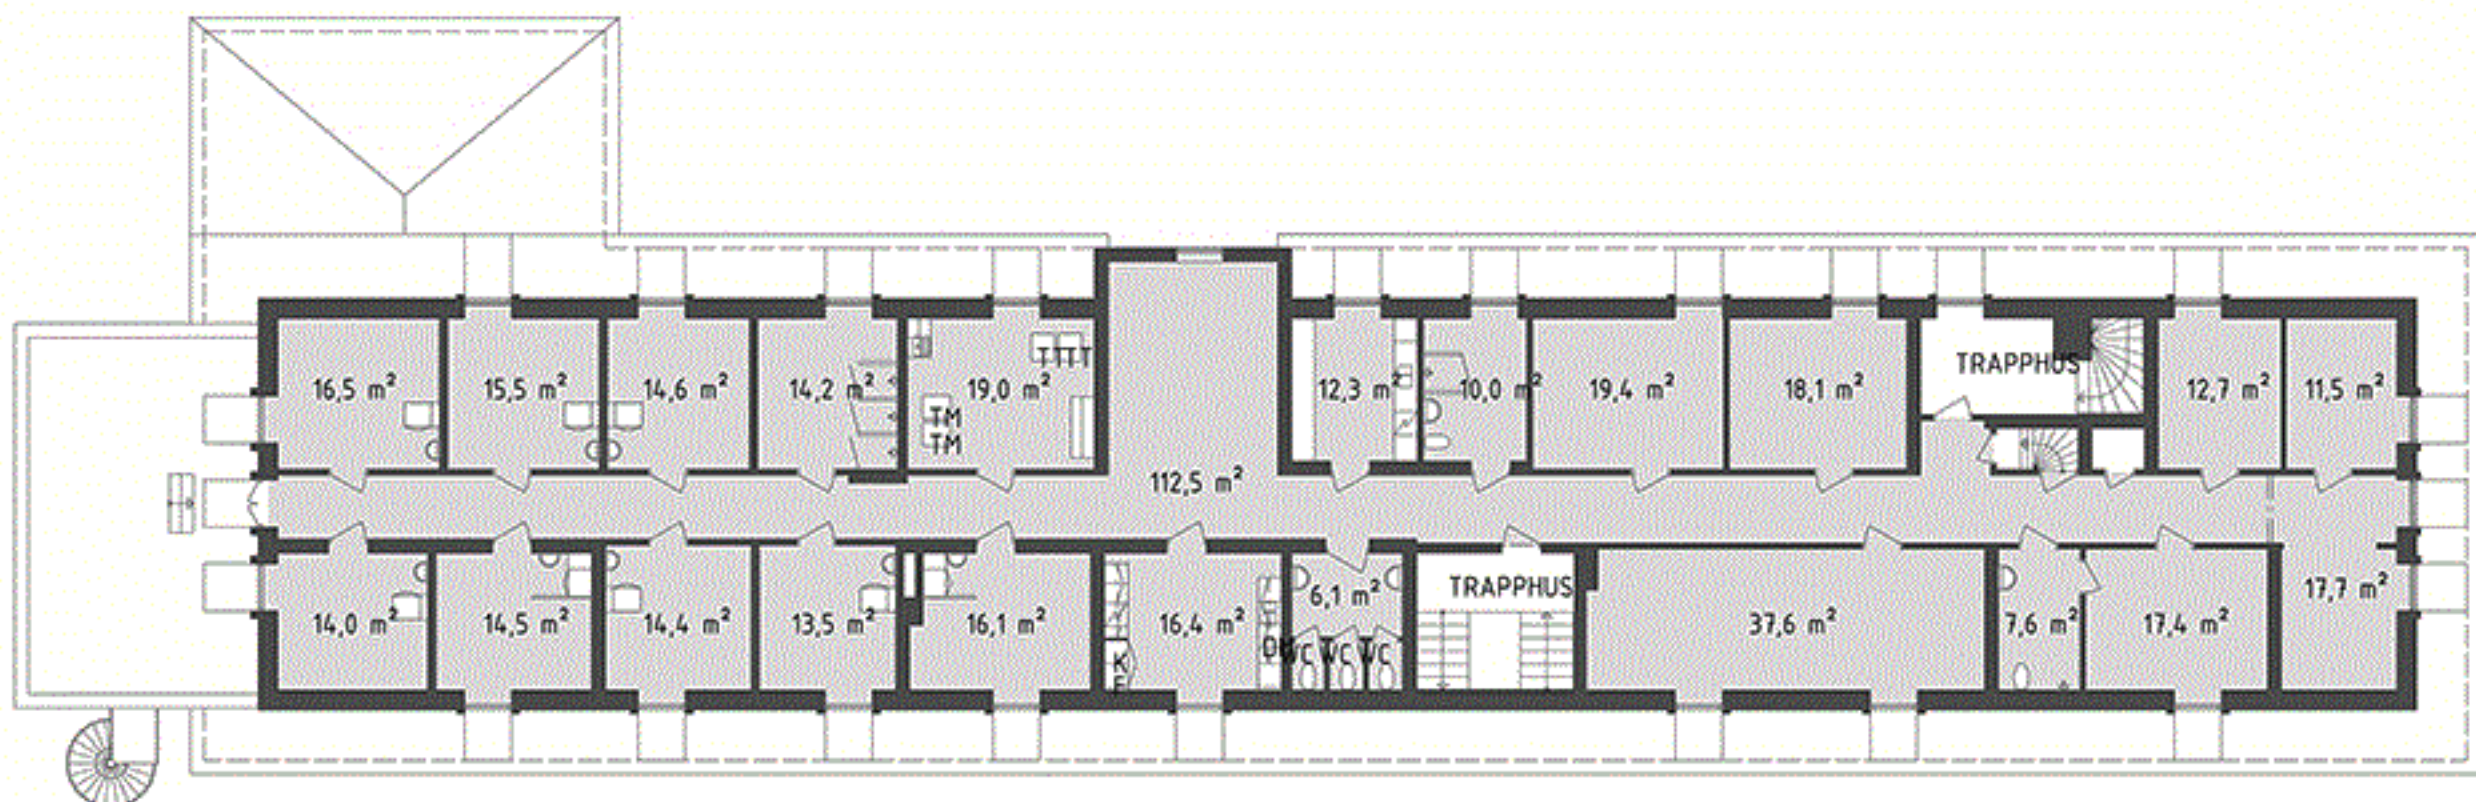 TRAPPHUS
16,5 m²
15,5 m²
14,6 m²
14,2 m²
19,0 m²
TM
TM
12,3 m²
10,0 m²
19,4 m²
18,1 m²
12,7 m²
11,5 m²
112,5 m²
14,0 m²
14,5 m²
14,4 m²
13,5 m²
16,1 m²
16,4 m²
K
6,1 m²
WC
WC
WC
TRAPPHUS
37,6 m²
7,6 m²
17,4 m²
17,7 m²